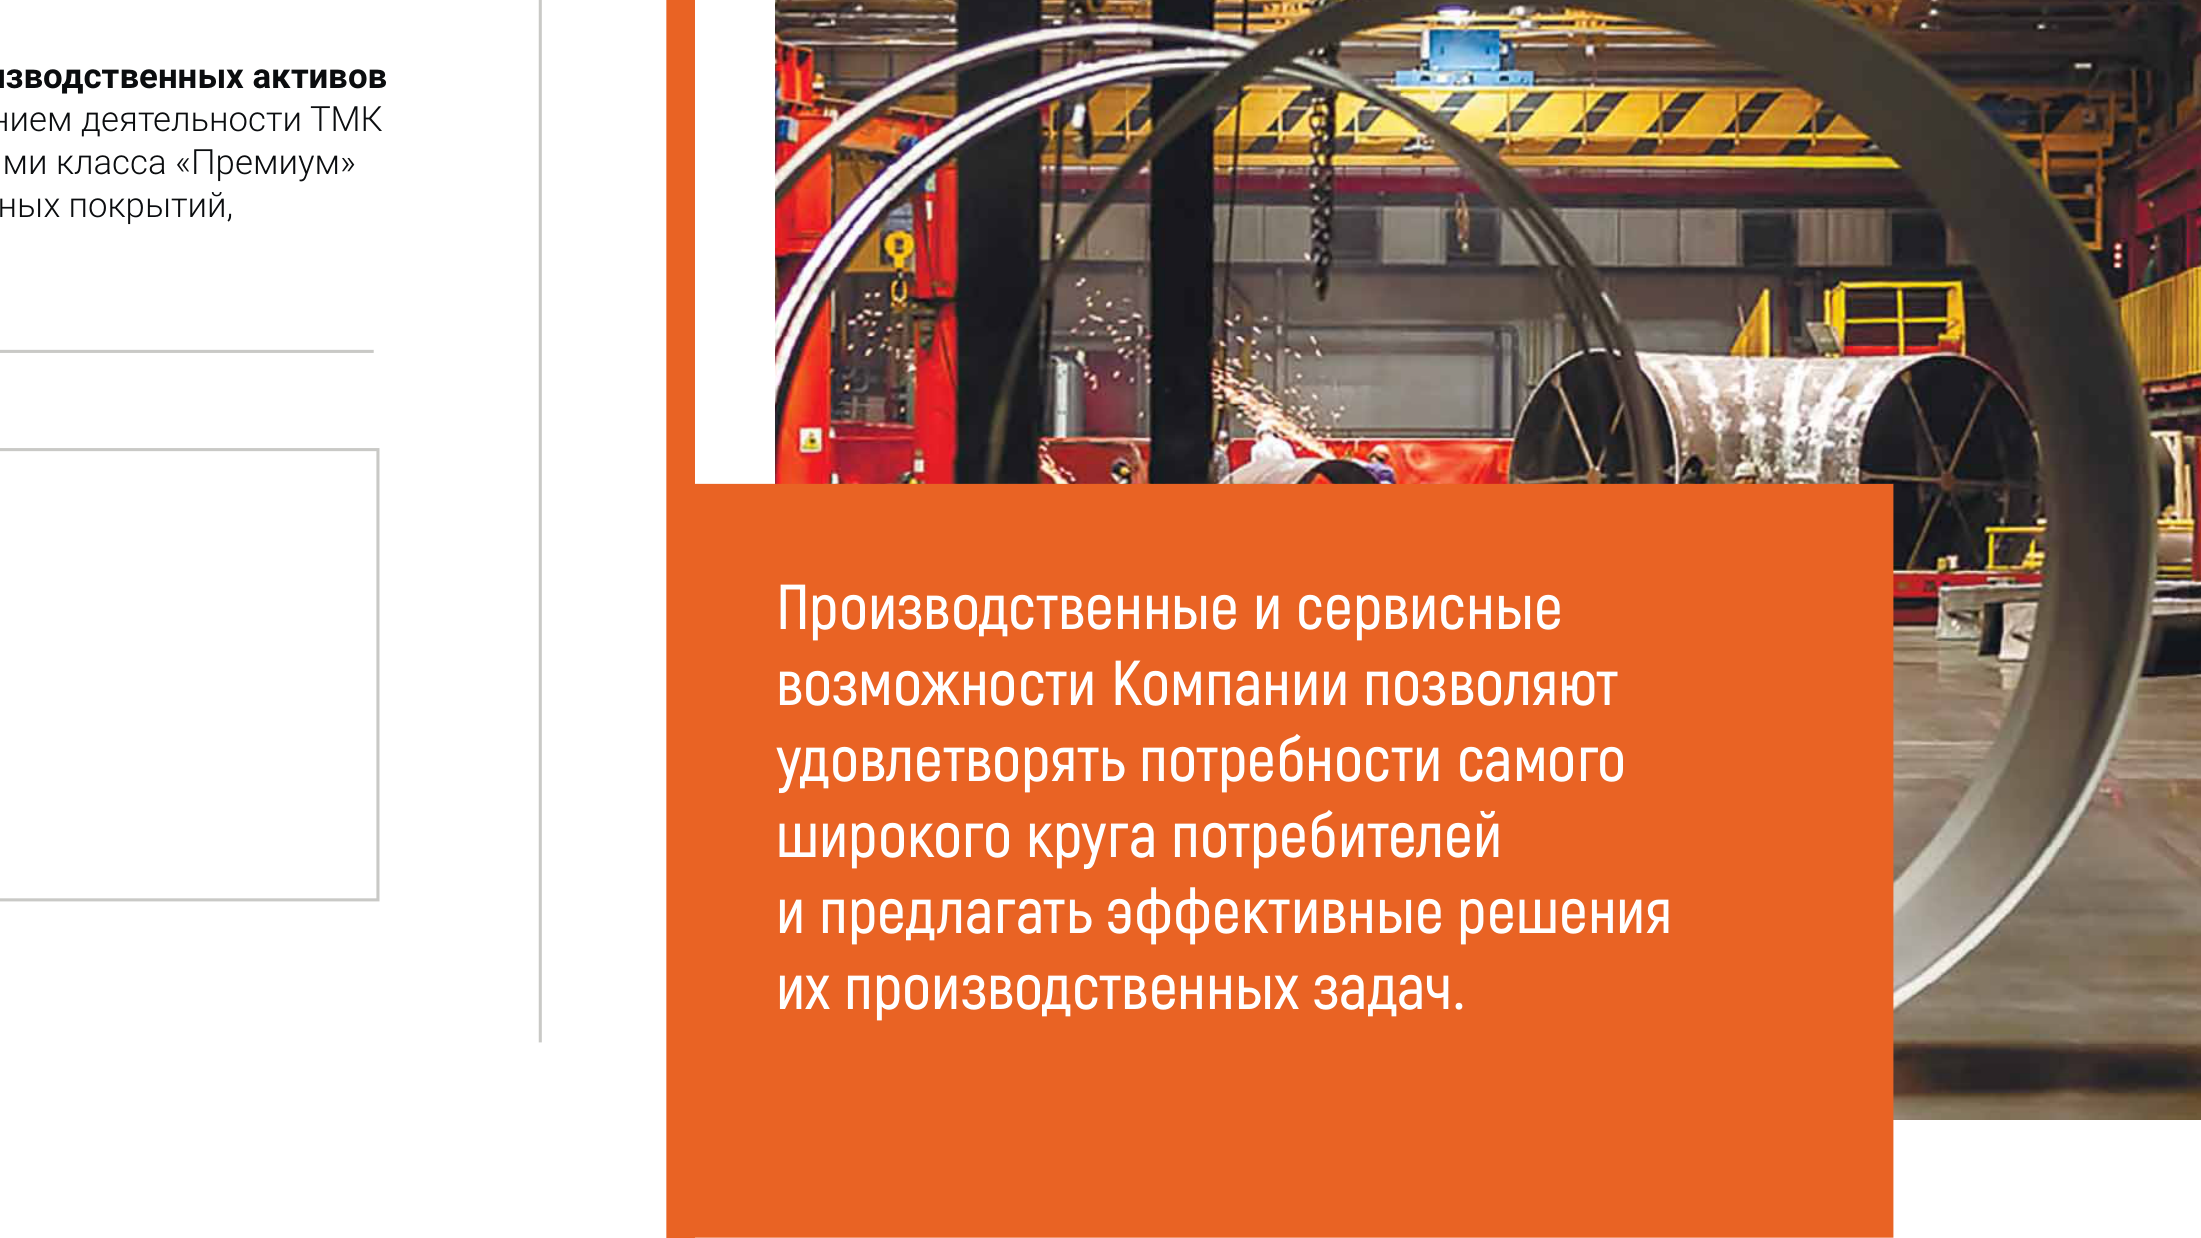 производственных активов
нием деятельности ТМК
ми класса «Премиум»
ных покрытий,
Производственные и сервисные
возможности Компании позволяют
удовлетворять потребности самого
широкого круга потребителей
и предлагать эффективные решения
их производственных задач.